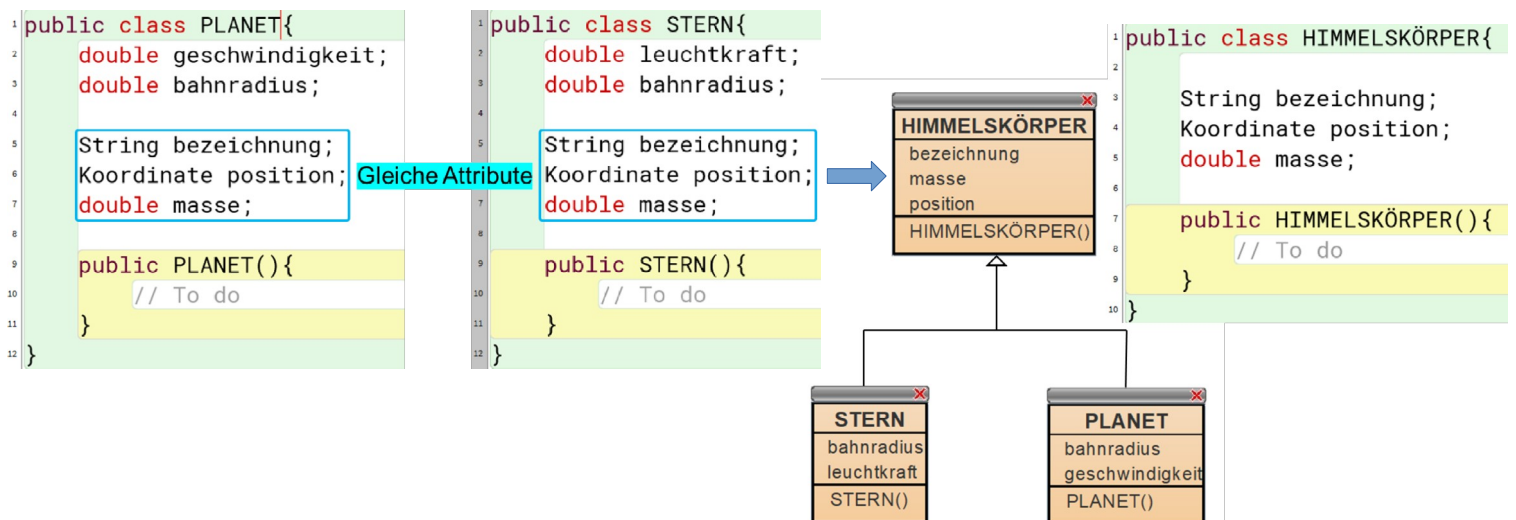 1 public class PLANET{
2 double geschwindigkeit;
3 double bahnradius;
4
5 String bezeichnung;
6 Koordinate position;
7 double masse;
8
9 public PLANET(){
10 // To do
11 }
12 }
Gleiche Attribute
1 public class STERN{
2 double leuchtkraft;
3 double bahnradius;
4
5 String bezeichnung;
6 Koordinate position;
7 double masse;
8
9 public STERN(){
10 // To do
11 }
12 }
HIMMELSKÖRPER
bezeichnung
masse
position
HIMMELSKÖRPER()
1 public class HIMMELSKÖRPER{
2
3 String bezeichnung;
4 Koordinate position;
5 double masse;
6
7 public HIMMELSKÖRPER(){
8 // To do
9 }
10 }
STERN
bahnradius
leuchtkraft
STERN()
PLANET
bahnradius
geschwindigkeit
PLANET()